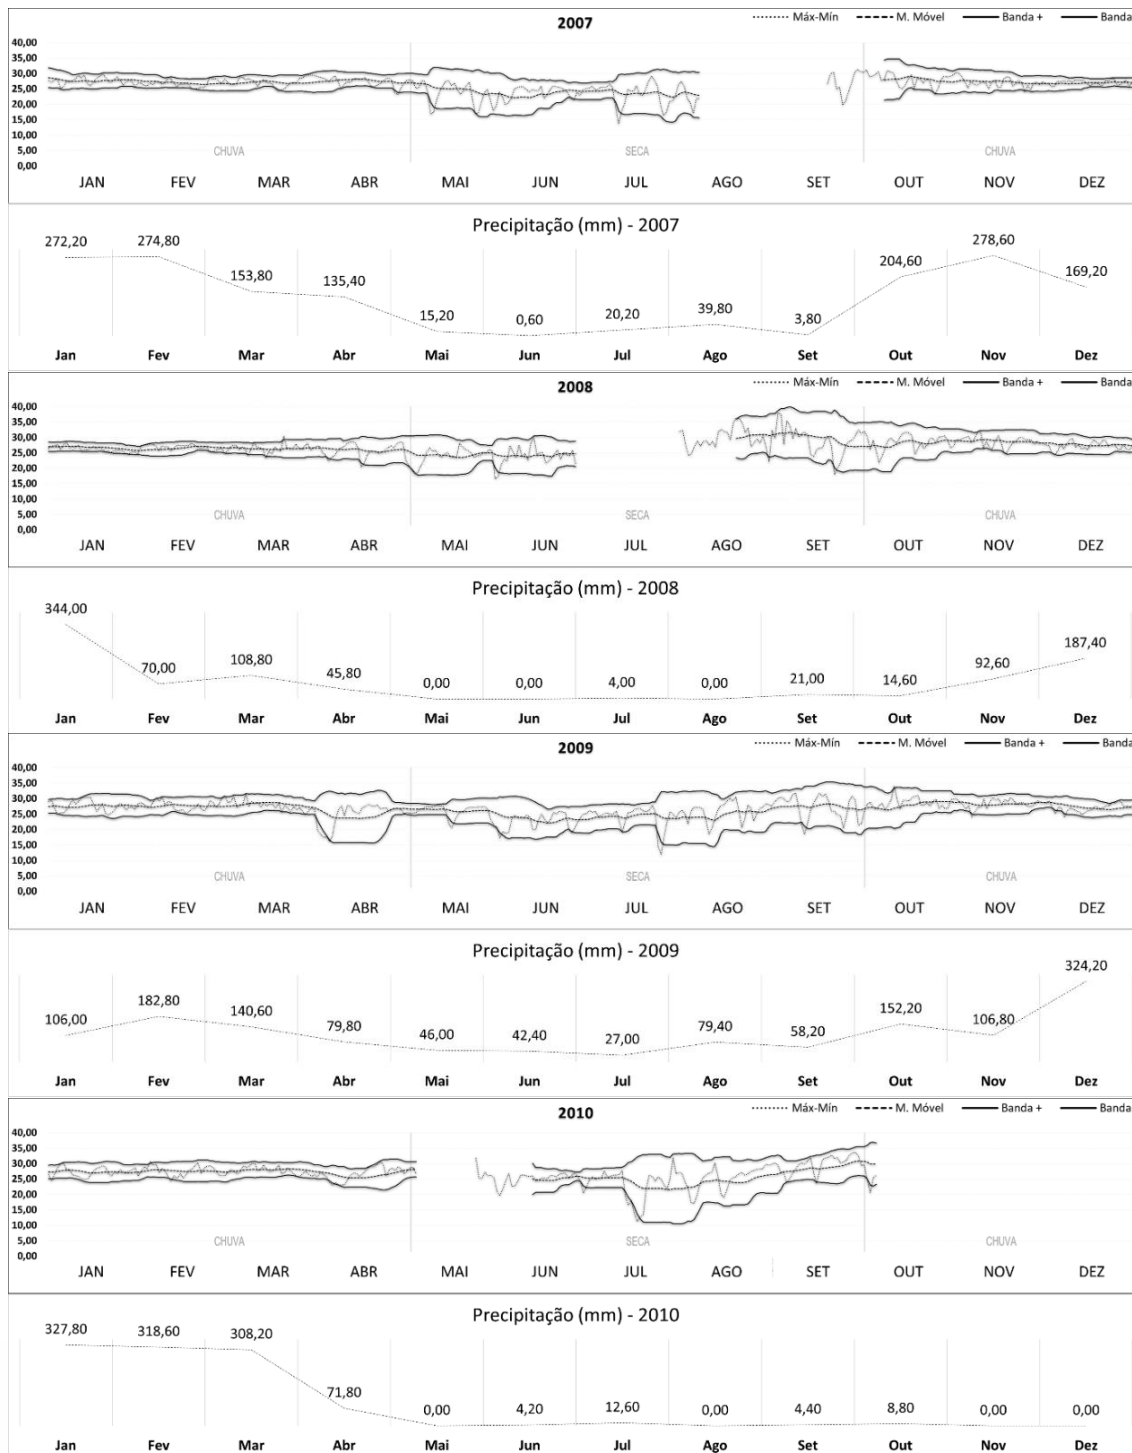 2007
Máx-Mín M. Móvel Banda + Banda
40,00
35,00
30,00
25,00
20,00
15,00
10,00
5,00
0,00
CHUVA SECA CHUVA
JAN FEV MAR ABR MAI JUN JUL AGO SET OUT NOV DEZ
Precipitação (mm) - 2007
272,20 274,80 153,80 135,40 15,20 0,60 20,20 39,80 3,80 204,60 278,60 169,20
Jan Fev Mar Abr Mai Jun Jul Ago Set Out Nov Dez
2008
Máx-Mín M. Móvel Banda + Banda
40,00
35,00
30,00
25,00
20,00
15,00
10,00
5,00
0,00
CHUVA SECA CHUVA
JAN FEV MAR ABR MAI JUN JUL AGO SET OUT NOV DEZ
Precipitação (mm) - 2008
344,00 70,00 108,80 45,80 0,00 0,00 4,00 0,00 21,00 14,60 92,60 187,40
Jan Fev Mar Abr Mai Jun Jul Ago Set Out Nov Dez
2009
Máx-Mín M. Móvel Banda + Banda
40,00
35,00
30,00
25,00
20,00
15,00
10,00
5,00
0,00
CHUVA SECA CHUVA
JAN FEV MAR ABR MAI JUN JUL AGO SET OUT NOV DEZ
Precipitação (mm) - 2009
106,00 182,80 140,60 79,80 46,00 42,40 27,00 79,40 58,20 152,20 106,80 324,20
Jan Fev Mar Abr Mai Jun Jul Ago Set Out Nov Dez
2010
Máx-Mín M. Móvel Banda + Banda
40,00
35,00
30,00
25,00
20,00
15,00
10,00
5,00
0,00
CHUVA SECA CHUVA
JAN FEV MAR ABR MAI JUN JUL AGO SET OUT NOV DEZ
Precipitação (mm) - 2010
327,80 318,60 308,20 71,80 0,00 4,20 12,60 0,00 4,40 8,80 0,00 0,00
Jan Fev Mar Abr Mai Jun Jul Ago Set Out Nov Dez